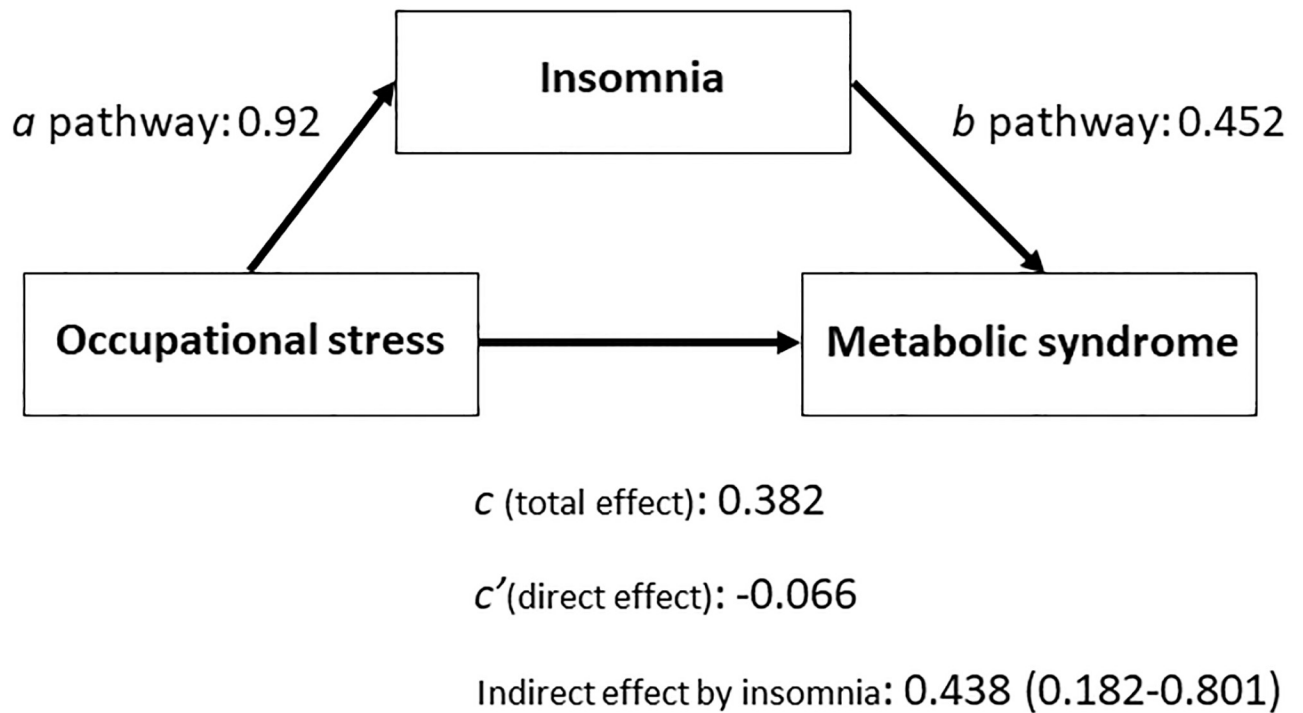 Insomnia
a pathway: 0.92
b pathway: 0.452
Occupational stress
Metabolic syndrome
c (total effect): 0.382
c’(direct effect): -0.066
Indirect effect by insomnia: 0.438 (0.182-0.801)